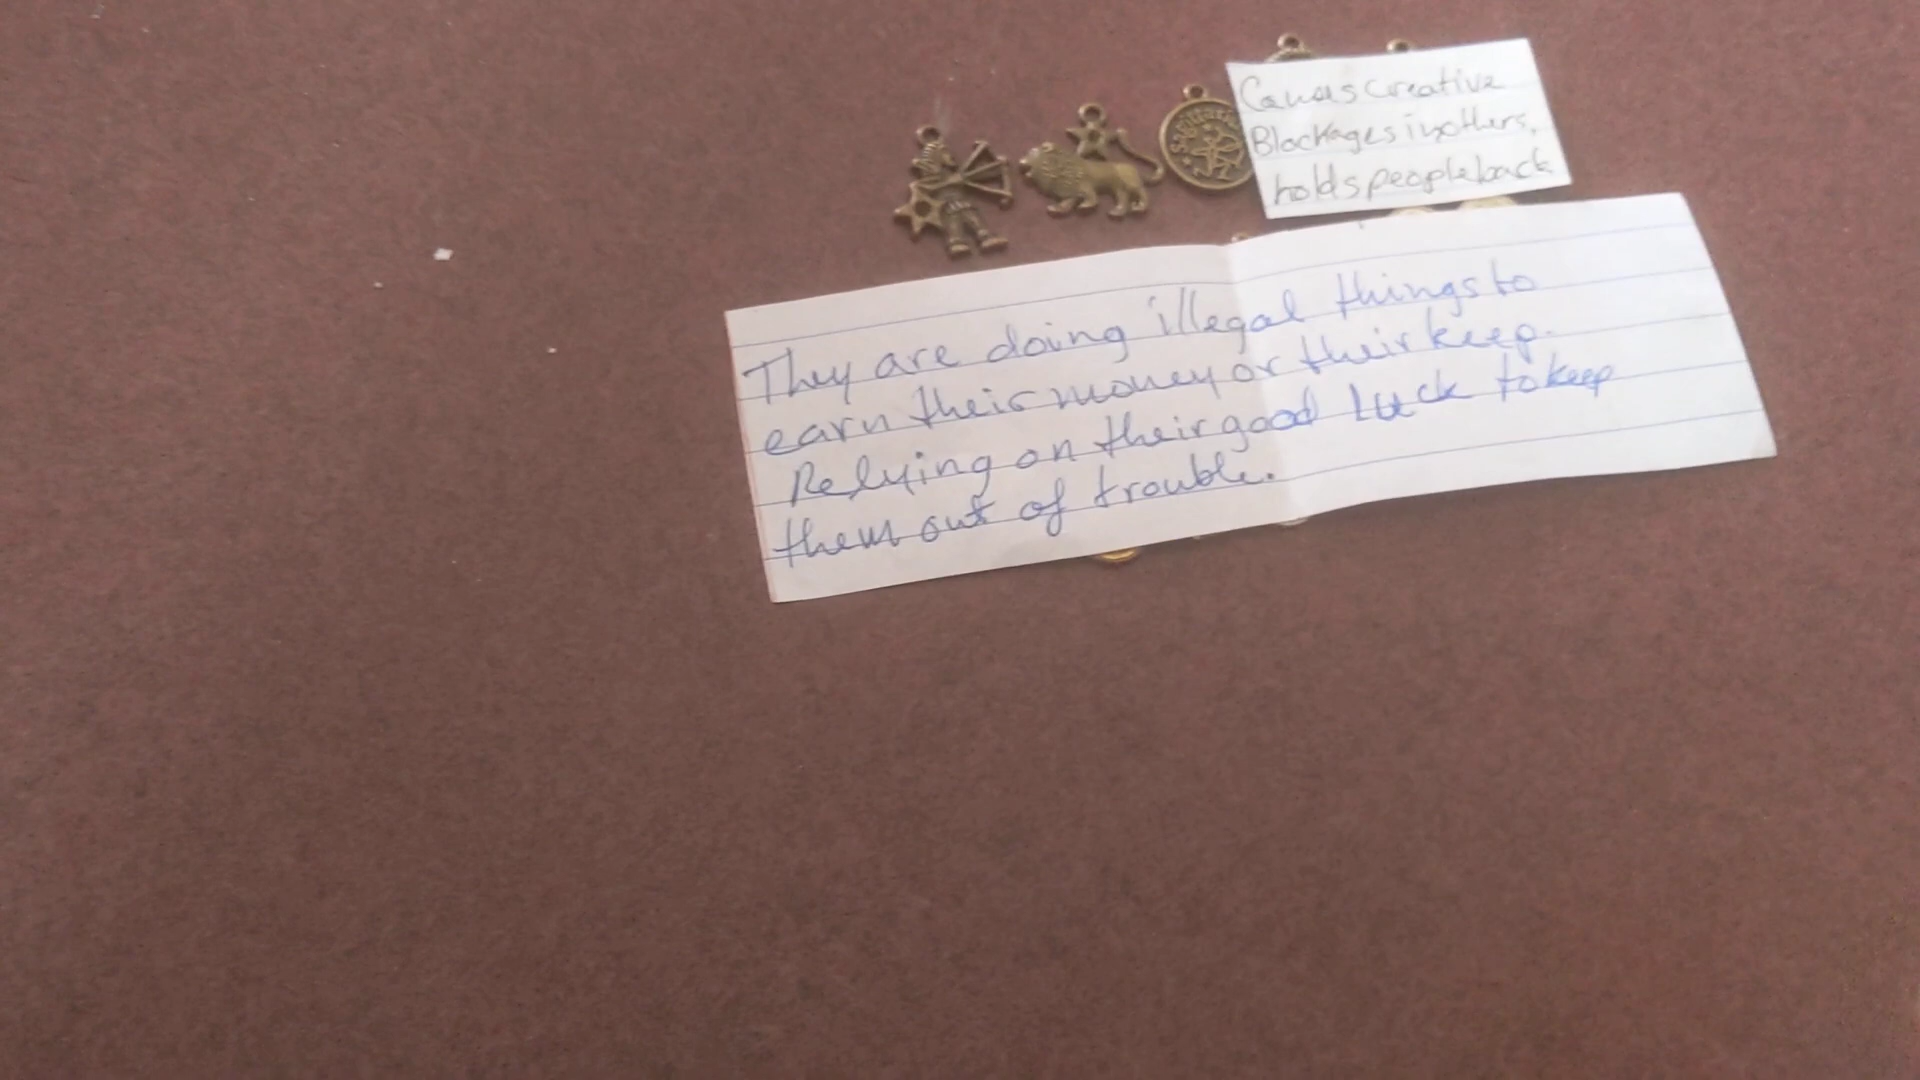 Causes creative
Blockages in others,
holds people back
Sagittari
They are doing illegal things to
earn their money or their keep.
Relying on their good luck to keep
them out of trouble.